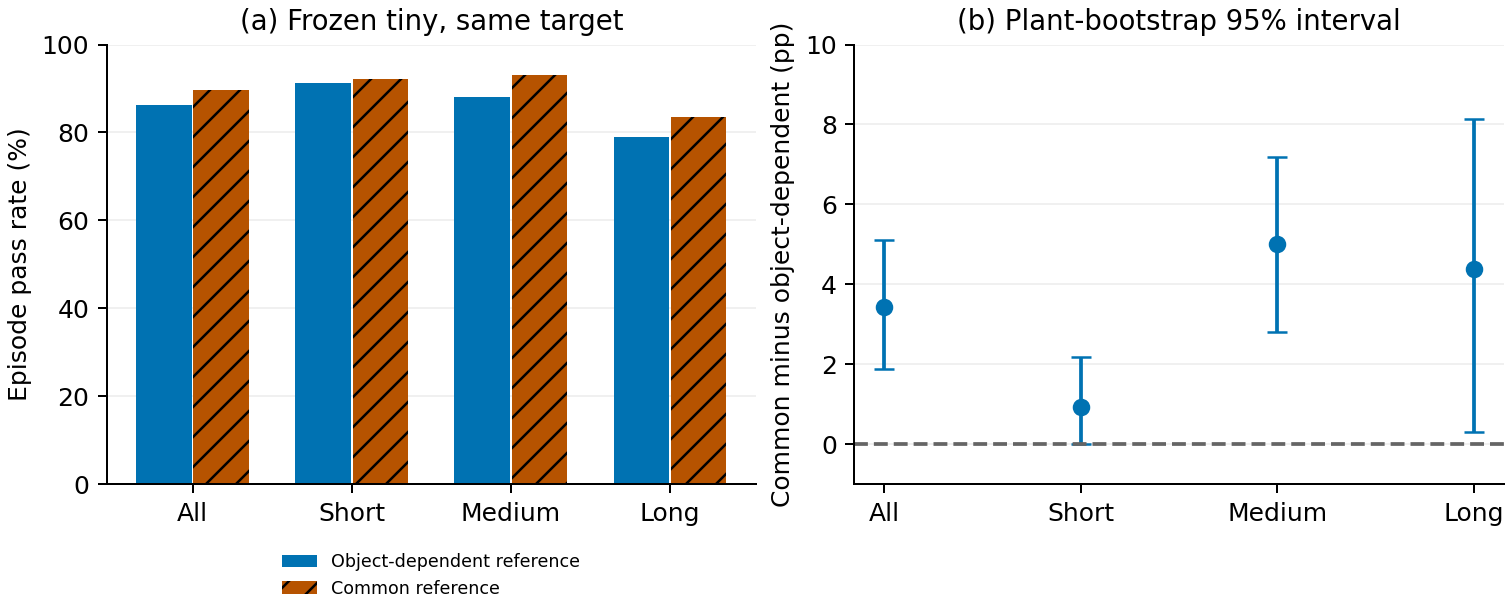 (a) Frozen tiny, same target
Episode pass rate (%)
100
80
60
40
20
0
All Short Medium Long
Object-dependent reference
Common reference
(b) Plant-bootstrap 95% interval
Common minus object-dependent (pp)
10
8
6
4
2
0
All Short Medium Long